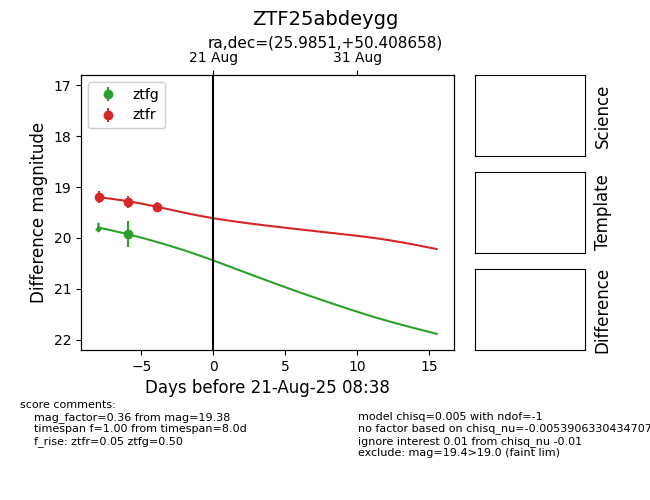 ZTF25abdeygg
ra,dec=(25.9851,+50.408658)
21 Aug
31 Aug
ztfg
ztfr
17
18
19
20
21
22
Difference magnitude
−5
0
5
10
15
Days before 21-Aug-25 08:38
Science
Template
Difference
score comments:
mag_factor=0.36 from mag=19.38
timespan f=1.00 from timespan=8.0d
f_rise: ztfr=0.05 ztfg=0.50
model chisq=0.005 with ndof=-1
no factor based on chisq_nu=-0.0053906330434707
ignore interest 0.01 from chisq_nu -0.01
exclude: mag=19.4>19.0 (faint lim)